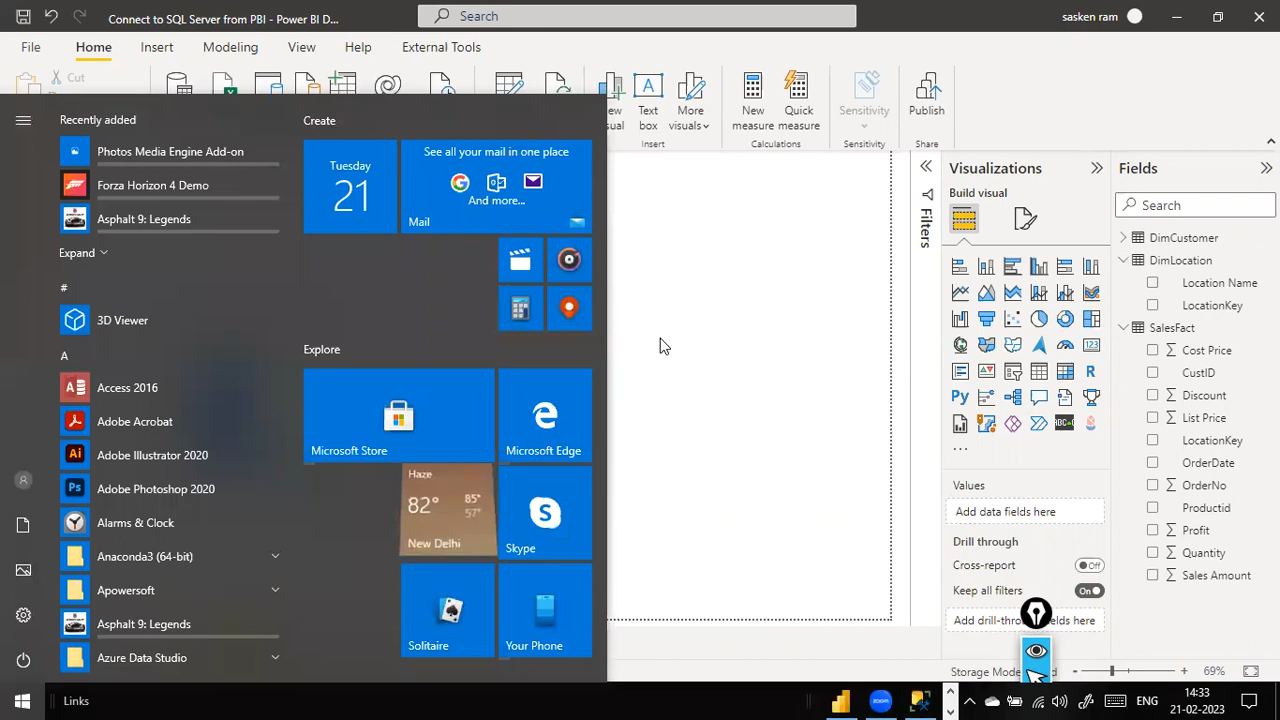 Connect to SQL Server from PBI - Power BI D...
Search
sasken ram
File
Home
Insert
Modeling
View
Help
External Tools
Cut
Text
box
More
visuals
New
measure
Quick
measure
Sensitivity
Publish
Insert
Calculations
Sensitivity
Share
Recently added
Photos Media Engine Add-on
Forza Horizon 4 Demo
Asphalt 9: Legends
Expand
#
3D Viewer
A
Access 2016
Adobe Acrobat
Adobe Illustrator 2020
Adobe Photoshop 2020
Alarms & Clock
Anaconda3 (64-bit)
Apowersoft
Asphalt 9: Legends
Azure Data Studio
Create
Tuesday
21
See all your mail in one place
And more...
Mail
Explore
Microsoft Store
Microsoft Edge
Haze
82°
85°
57°
New Delhi
Skype
Solitaire
Your Phone
Filters
Visualizations
Build visual
123
R
Py
...
Values
Add data fields here
Drill through
Cross-report
Off
Keep all filters
On
Fields
Search
DimCustomer
DimLocation
Location Name
LocationKey
SalesFact
Cost Price
CustID
Discount
List Price
LocationKey
OrderDate
OrderNo
Productid
Profit
Quantity
Sales Amount
69%
Links
zoom
ENG
14:33
21-02-2023